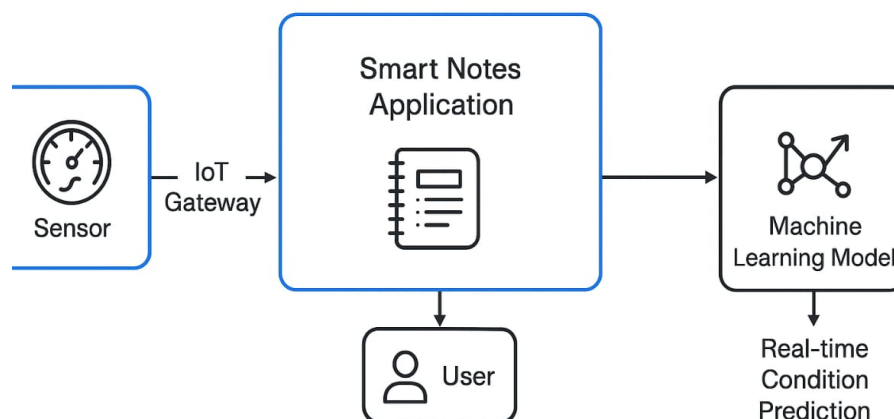 Sensor
IoT
Gateway
Smart Notes
Application
User
Machine
Learning Model
Real-time
Condition
Prediction